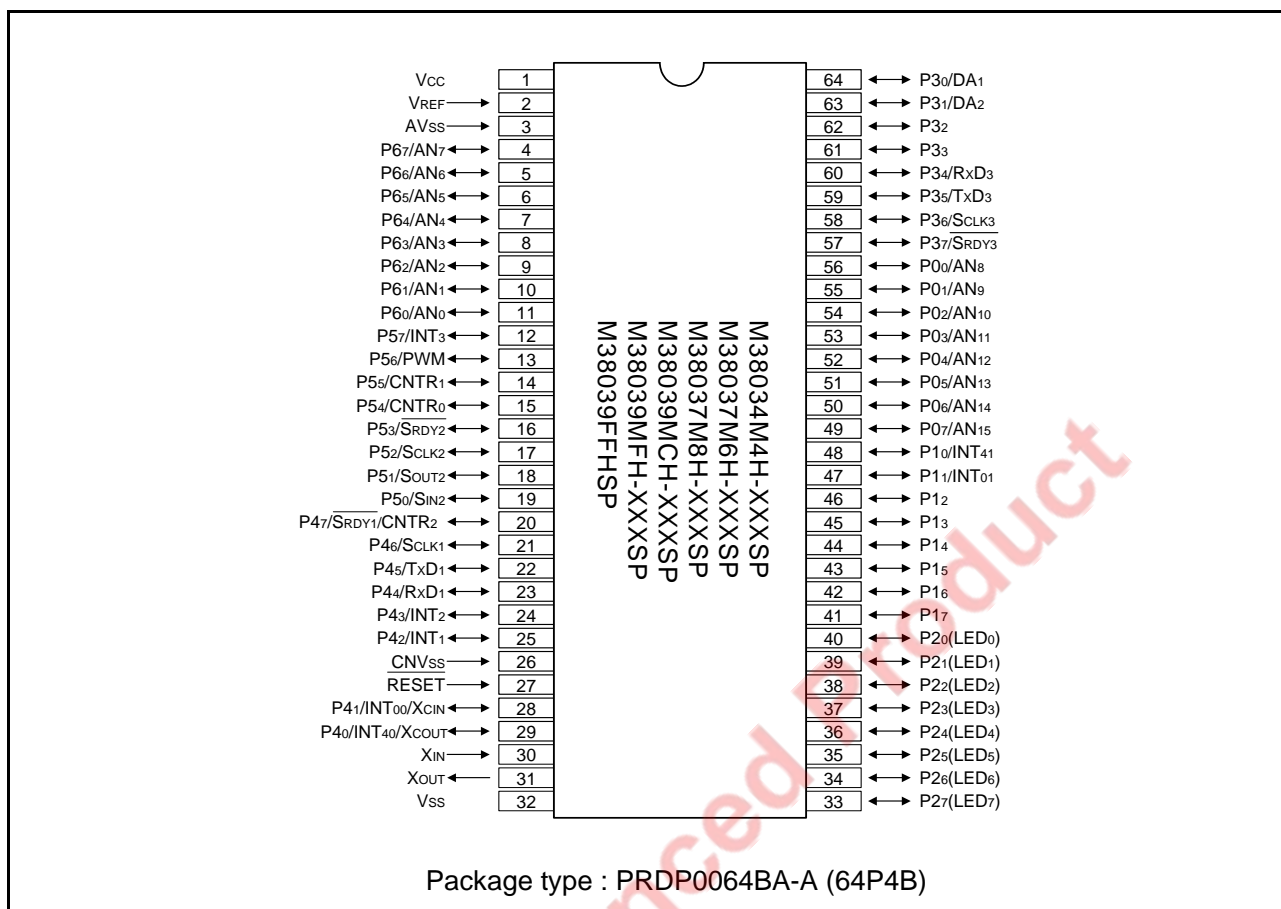 VCC 1 64 P30/DA1
VREF 2 63 P31/DA2
AVSS 3 62 P32
P67/AN7 4 61 P33
P66/AN6 5 60 P34/RXD3
P65/AN5 6 59 P35/TXD3
P64/AN4 7 58 P36/SCLK3
P63/AN3 8 57 P37/SRDY3
P62/AN2 9 56 P00/AN8
P61/AN1 10 55 P01/AN9
P60/AN0 11 54 P02/AN10
P57/INT3 12 53 P03/AN11
P56/PWM 13 52 P04/AN12
P55/CNTR1 14 51 P05/AN13
P54/CNTR0 15 50 P06/AN14
P53/SRDY2 16 49 P07/AN15
P52/SCLK2 17 48 P10/INT41
P51/SOUT2 18 47 P11/INT01
P50/SIN2 19 46 P12
P47/SRDY1/CNTR2 20 45 P13
P46/SCLK1 21 44 P14
P45/TXD1 22 43 P15
P44/RXD1 23 42 P16
P43/INT2 24 41 P17
P42/INT1 25 40 P20(LED0)
CNVSS 26 39 P21(LED1)
RESET 27 38 P22(LED2)
P41/INT00/XCIN 28 37 P23(LED3)
P40/INT40/XCOUT 29 36 P24(LED4)
XIN 30 35 P25(LED5)
XOUT 31 34 P26(LED6)
VSS 32 33 P27(LED7)
M38034M4H-XXXSP
M38037M6H-XXXSP
M38037M8H-XXXSP
M38039MCH-XXXSP
M38039MFH-XXXSP
M38039FFHSP
Package type : PRDP0064BA-A (64P4B)
nced Product